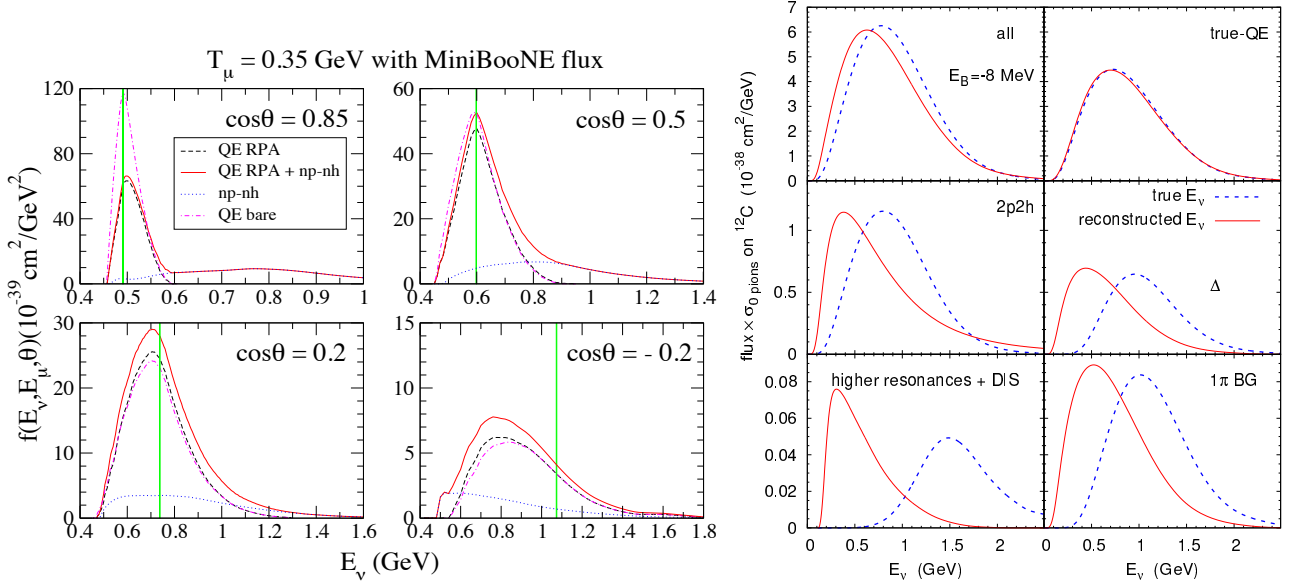 T_μ = 0.35 GeV with MiniBooNE flux
f(E_ν,E_μ,θ)(10^-39 cm^2/GeV^2)
120
90
60
30
0
0.4 0.5 0.6 0.7 0.8 0.9 1
cosθ = 0.85
QE RPA
QE RPA + np-nh
np-nh
QE bare
60
40
20
0
0.4 0.6 0.8 1 1.2 1.4
cosθ = 0.5
30
20
10
0
0.4 0.6 0.8 1 1.2 1.4 1.6
cosθ = 0.2
15
10
5
0
0.4 0.6 0.8 1 1.2 1.4 1.6 1.8
cosθ = - 0.2
E_ν (GeV)
flux × σ_0 pions on ^12C (10^-38 cm^2/GeV)
7
6
5
4
3
2
1
0
all
E_B=-8 MeV
true-QE
1
0.5
0
2p2h
true E_ν
reconstructed E_ν
Δ
0.08
0.06
0.04
0.02
0
higher resonances + DIS
1π BG
0 0.5 1 1.5 2
0 0.5 1 1.5 2
E_ν (GeV)
E_ν (GeV)